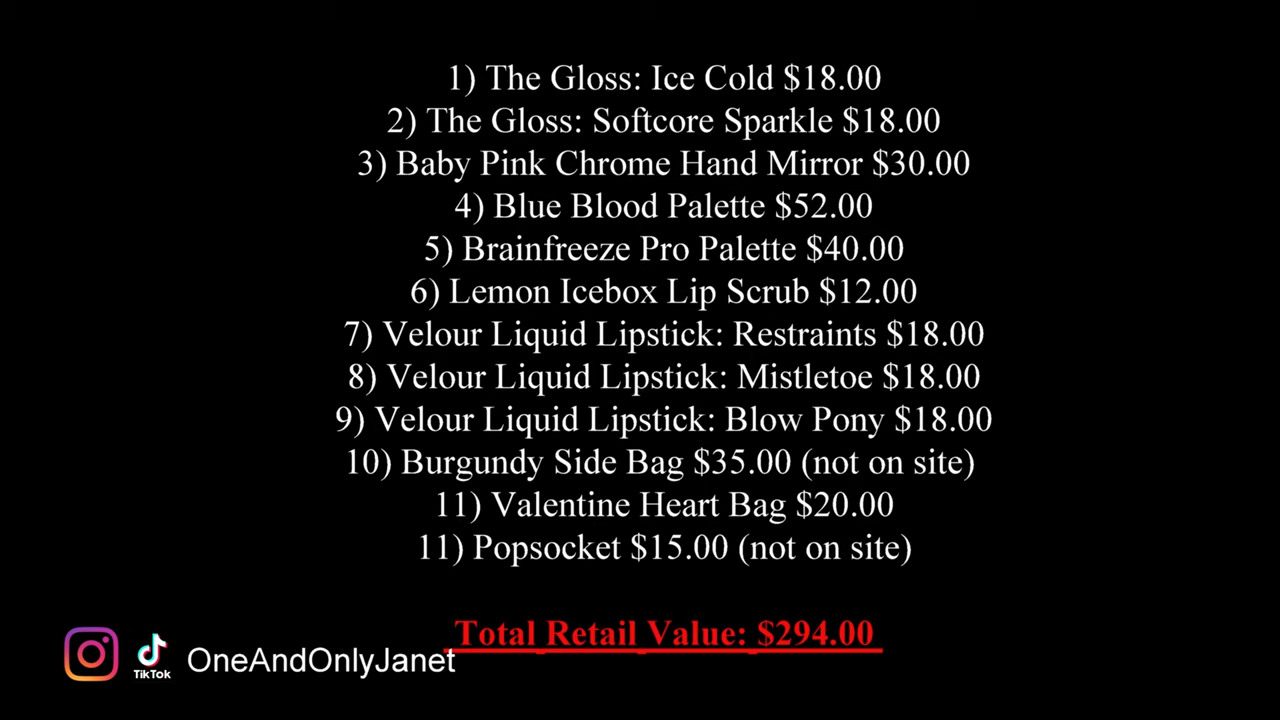 1) The Gloss: Ice Cold $18.00
2) The Gloss: Softcore Sparkle $18.00
3) Baby Pink Chrome Hand Mirror $30.00
4) Blue Blood Palette $52.00
5) Brainfreeze Pro Palette $40.00
6) Lemon Icebox Lip Scrub $12.00
7) Velour Liquid Lipstick: Restraints $18.00
8) Velour Liquid Lipstick: Mistletoe $18.00
9) Velour Liquid Lipstick: Blow Pony $18.00
10) Burgundy Side Bag $35.00 (not on site)
11) Valentine Heart Bag $20.00
11) Popsocket $15.00 (not on site)
Total Retail Value: $294.00
TikTok OneAndOnlyJanet